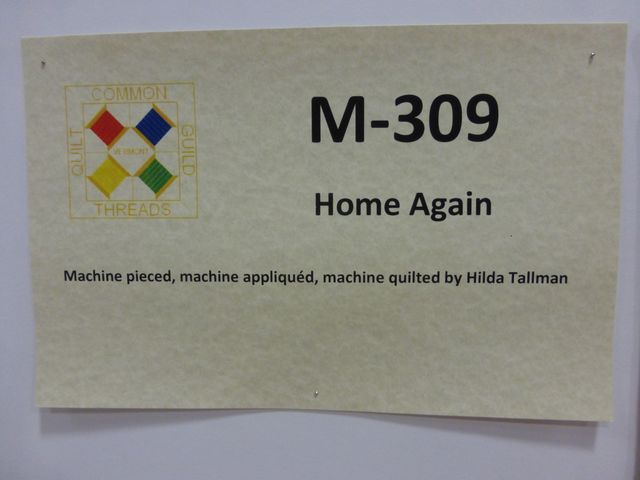 COMMON
QUILT
GUILD
VERMONT
THREADS
M-309
Home Again
Machine pieced, machine appliquéd, machine quilted by Hilda Tallman